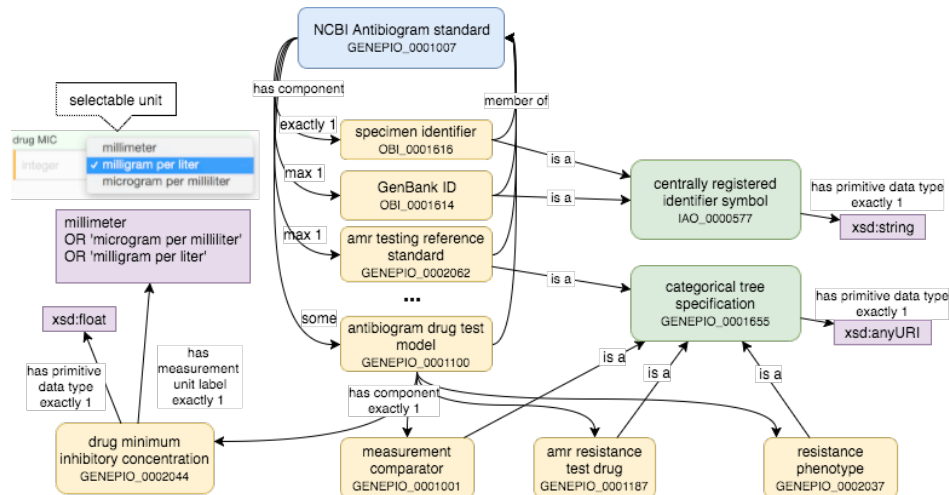 NCBI Antibiogram standard
GENEPIO_0001007
has component
member of
selectable unit
drug MIC
integer
millimeter
✓ milligram per liter
microgram per milliliter
exactly 1
specimen identifier
OBI_0001616
is a
max 1
GenBank ID
OBI_0001614
is a
centrally registered
identifier symbol
IAO_0000577
has primitive data type
exactly 1
xsd:string
millimeter
OR 'microgram per milliliter'
OR 'milligram per liter'
max 1
amr testing reference
standard
GENEPIO_0002062
is a
...
categorical tree
specification
GENEPIO_0001655
has primitive data type
exactly 1
xsd:anyURI
xsd:float
some
antibiogram drug test
model
GENEPIO_0001100
is a
is a
is a
has primitive
data type
exactly 1
has
measurement
unit label
exactly 1
has component
exactly 1
drug minimum
inhibitory concentration
GENEPIO_0002044
measurement
comparator
GENEPIO_0001001
amr resistance
test drug
GENEPIO_0001187
resistance
phenotype
GENEPIO_0002037